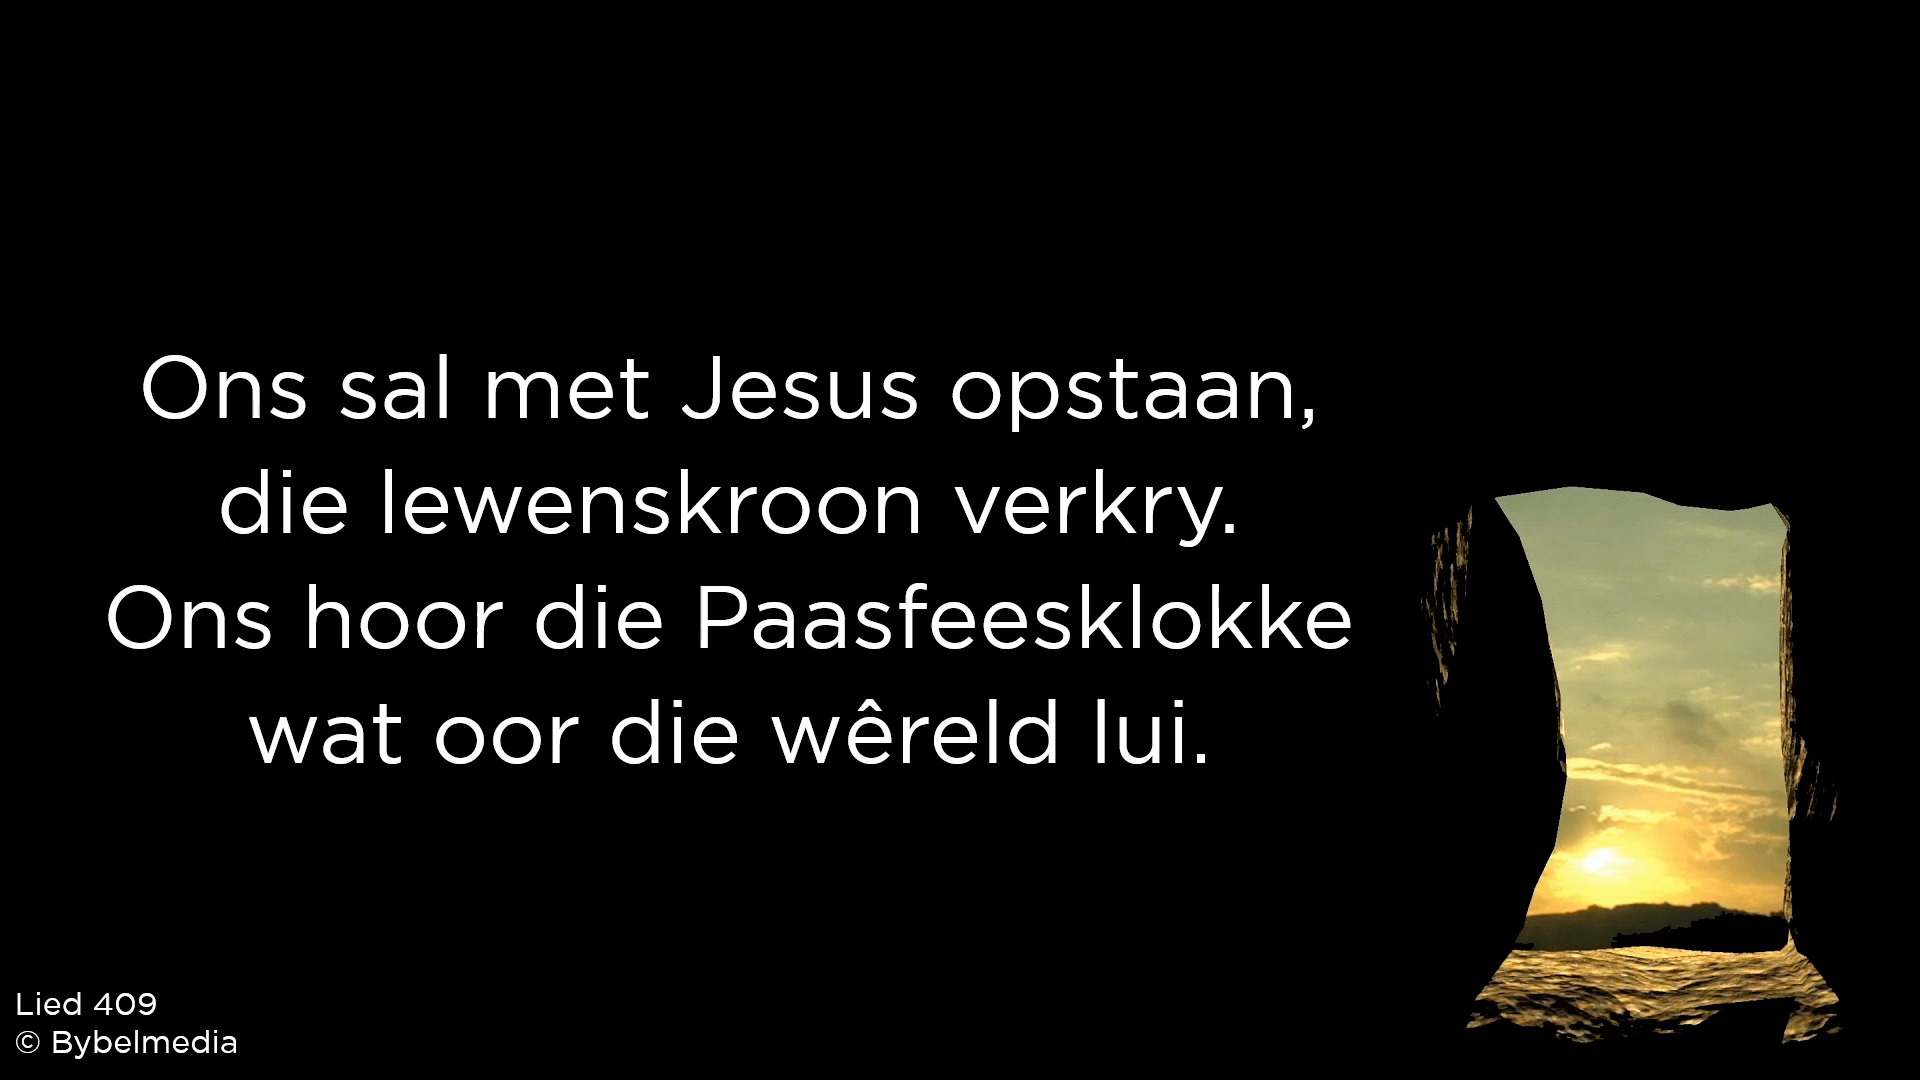 Ons sal met Jesus opstaan,
die lewenskroon verkry.
Ons hoor die Paasfeesklokke
wat oor die wêreld lui.
Lied 409
© Bybelmedia